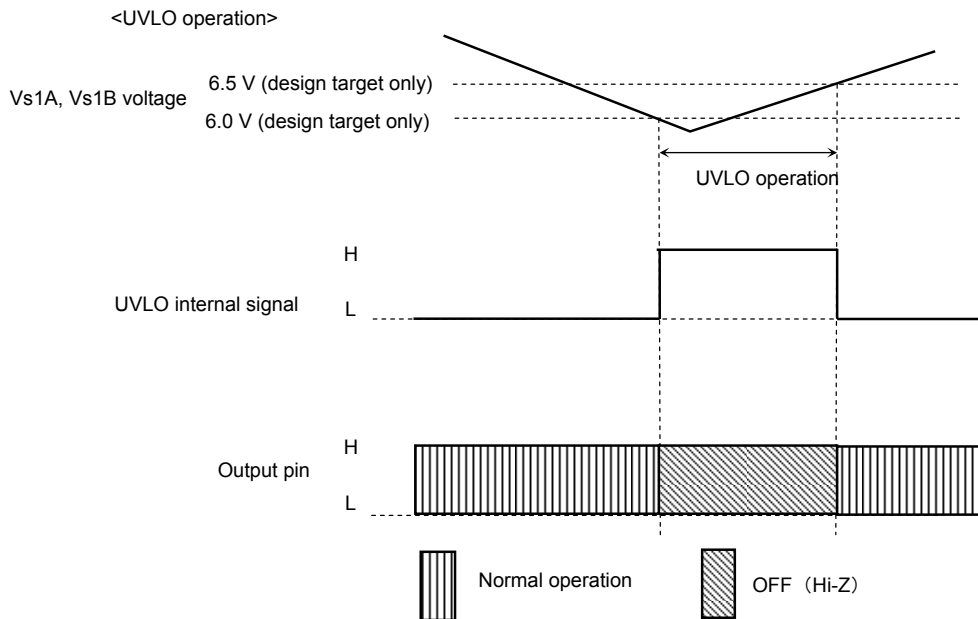 <UVLO operation>
6.5 V (design target only)
Vs1A, Vs1B voltage
6.0 V (design target only)
UVLO operation
H
UVLO internal signal
L
H
Output pin
L
Normal operation
OFF（Hi-Z）